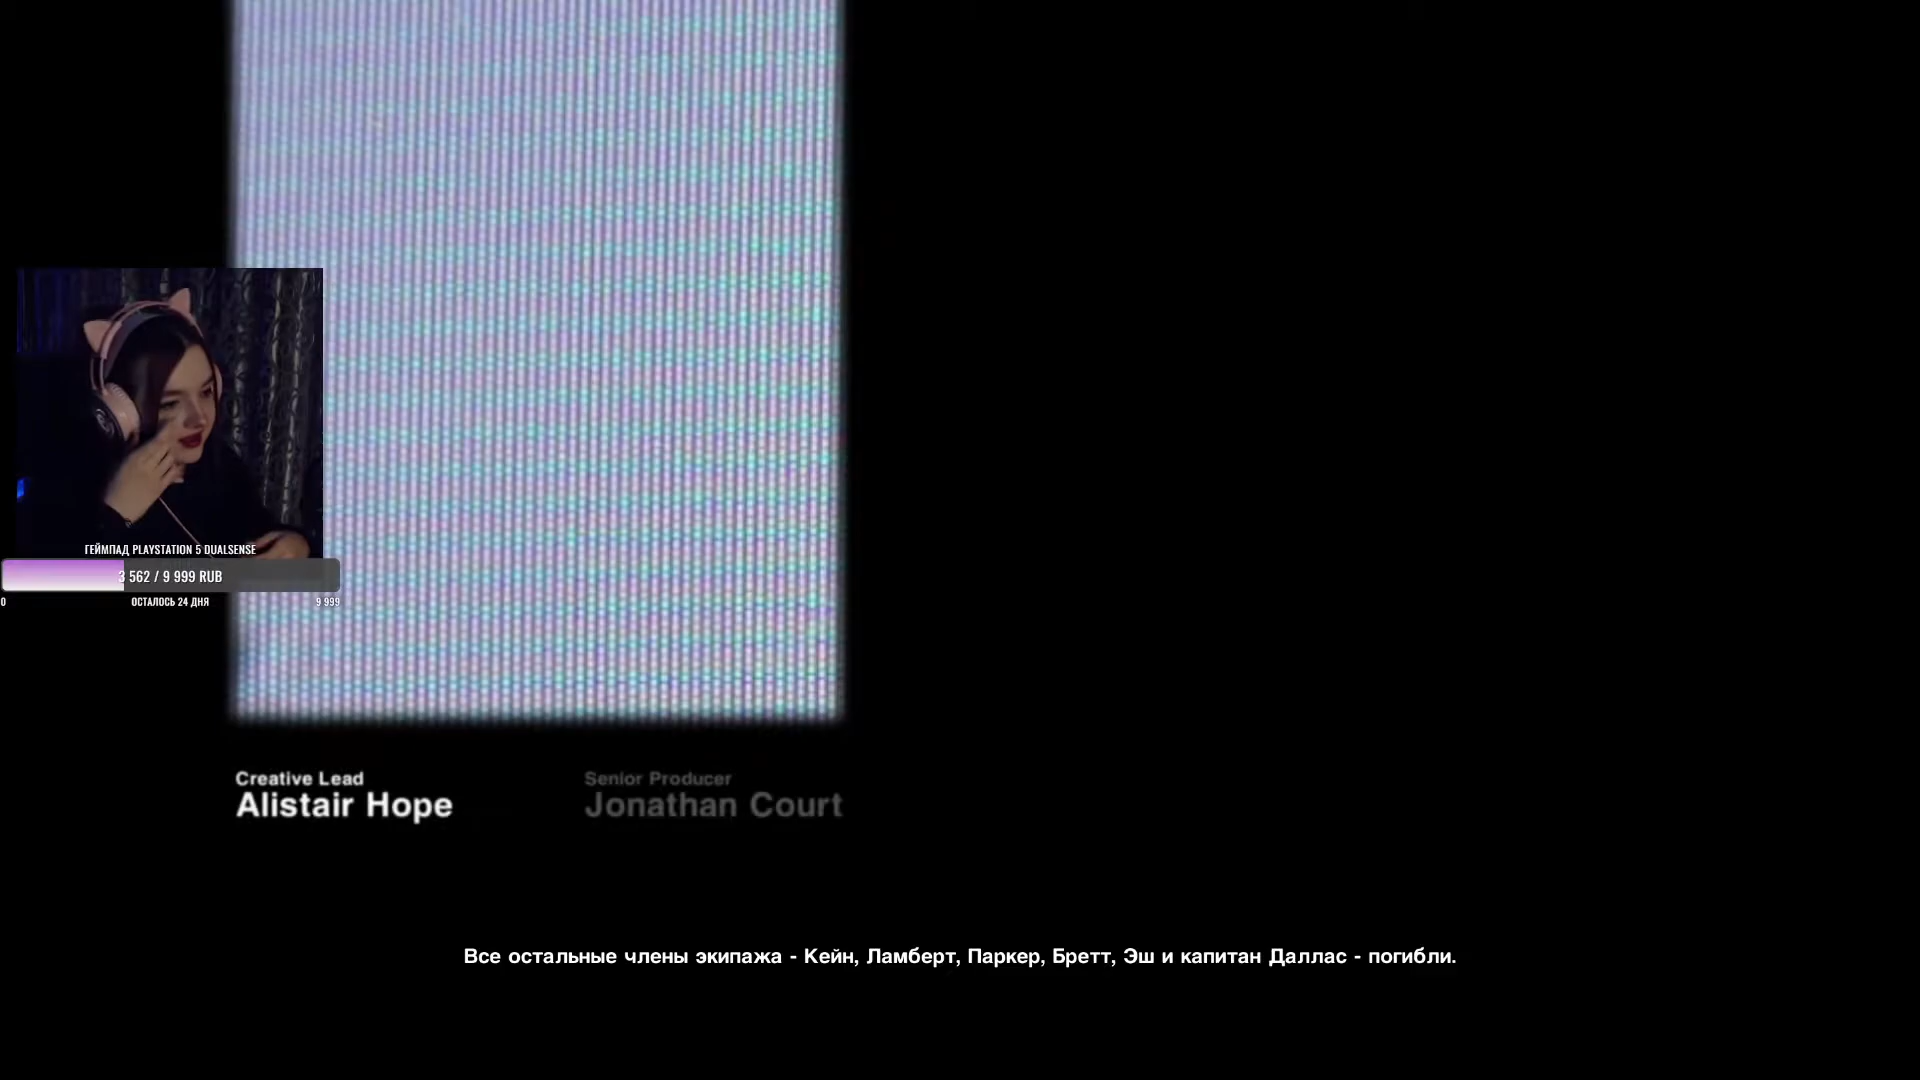 ГЕЙМПАД PLAYSTATION 5 DUALSENSE
3 562 / 9 999 RUB
0 ОСТАЛОСЬ 24 ДНЯ 9 999
Creative Lead Senior Producer
Alistair Hope Jonathan Court
Все остальные члены экипажа - Кейн, Ламберт, Паркер, Бретт, Эш и капитан Даллас - погибли.